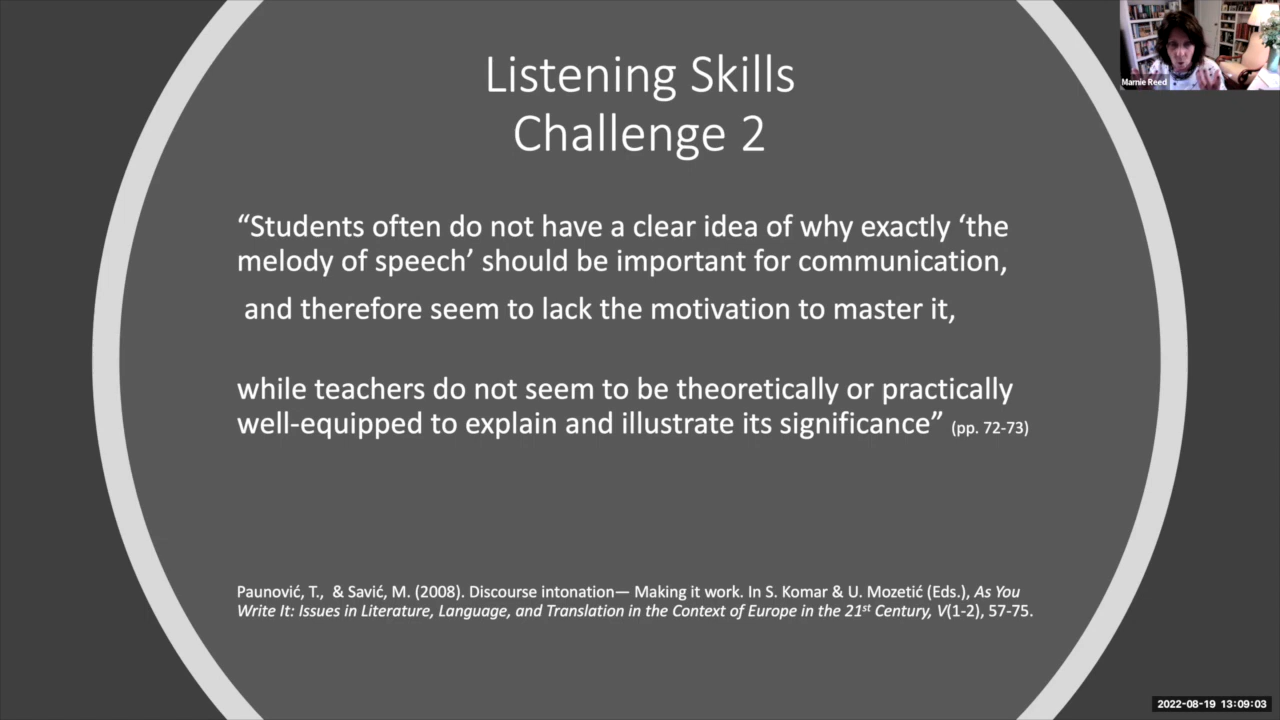 Marnie Reed
Listening Skills
Challenge 2
“Students often do not have a clear idea of why exactly ‘the
melody of speech’ should be important for communication,
and therefore seem to lack the motivation to master it,
while teachers do not seem to be theoretically or practically
well-equipped to explain and illustrate its significance” (pp. 72-73)
Paunović, T., & Savić, M. (2008). Discourse intonation— Making it work. In S. Komar & U. Mozetić (Eds.), As You
Write It: Issues in Literature, Language, and Translation in the Context of Europe in the 21st Century, V(1-2), 57-75.
2022-08-19 13:09:03